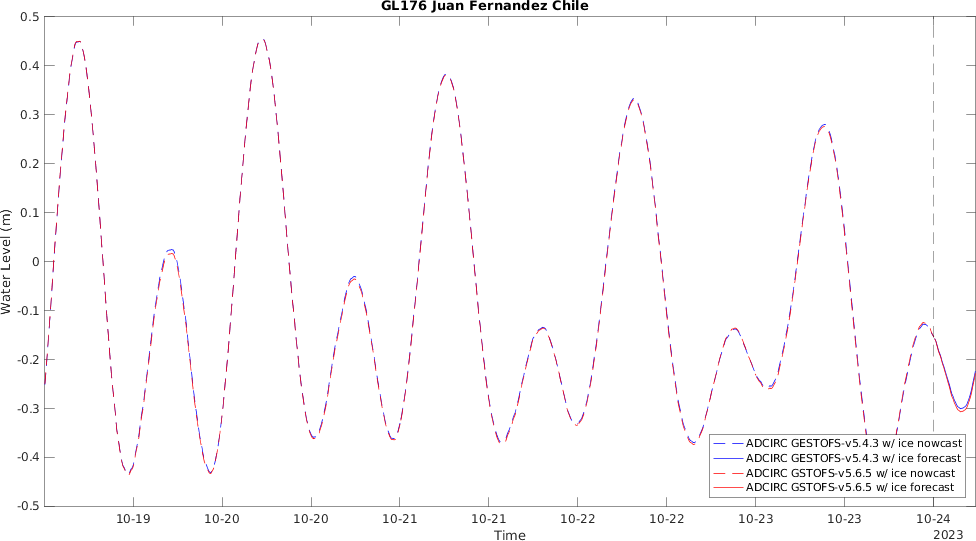 GL176 Juan Fernandez Chile
0.5
0.4
0.3
0.2
0.1
0
-0.1
-0.2
-0.3
-0.4
-0.5
Water Level (m)
ADCIRC GESTOFS-v5.4.3 w/ ice nowcast
ADCIRC GESTOFS-v5.4.3 w/ ice forecast
ADCIRC GSTOFS-v5.6.5 w/ ice nowcast
ADCIRC GSTOFS-v5.6.5 w/ ice forecast
10-19 10-20 10-20 10-21 10-21 10-22 10-22 10-23 10-23 10-24
Time
2023